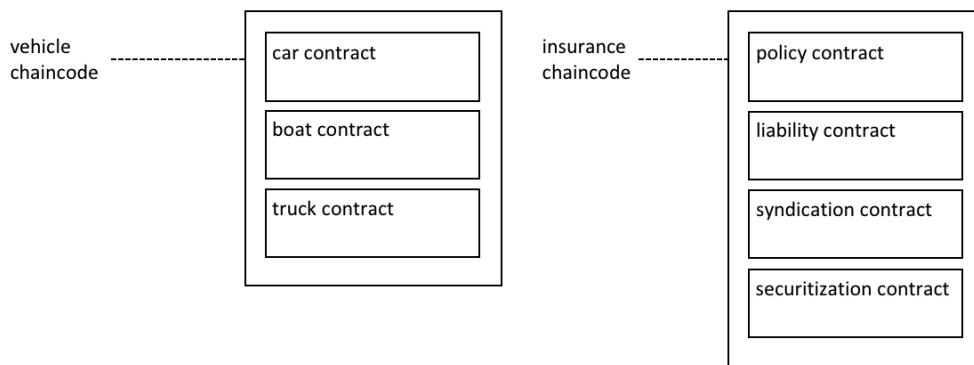 vehicle
chaincode
car contract
boat contract
truck contract
insurance
chaincode
policy contract
liability contract
syndication contract
securitization contract